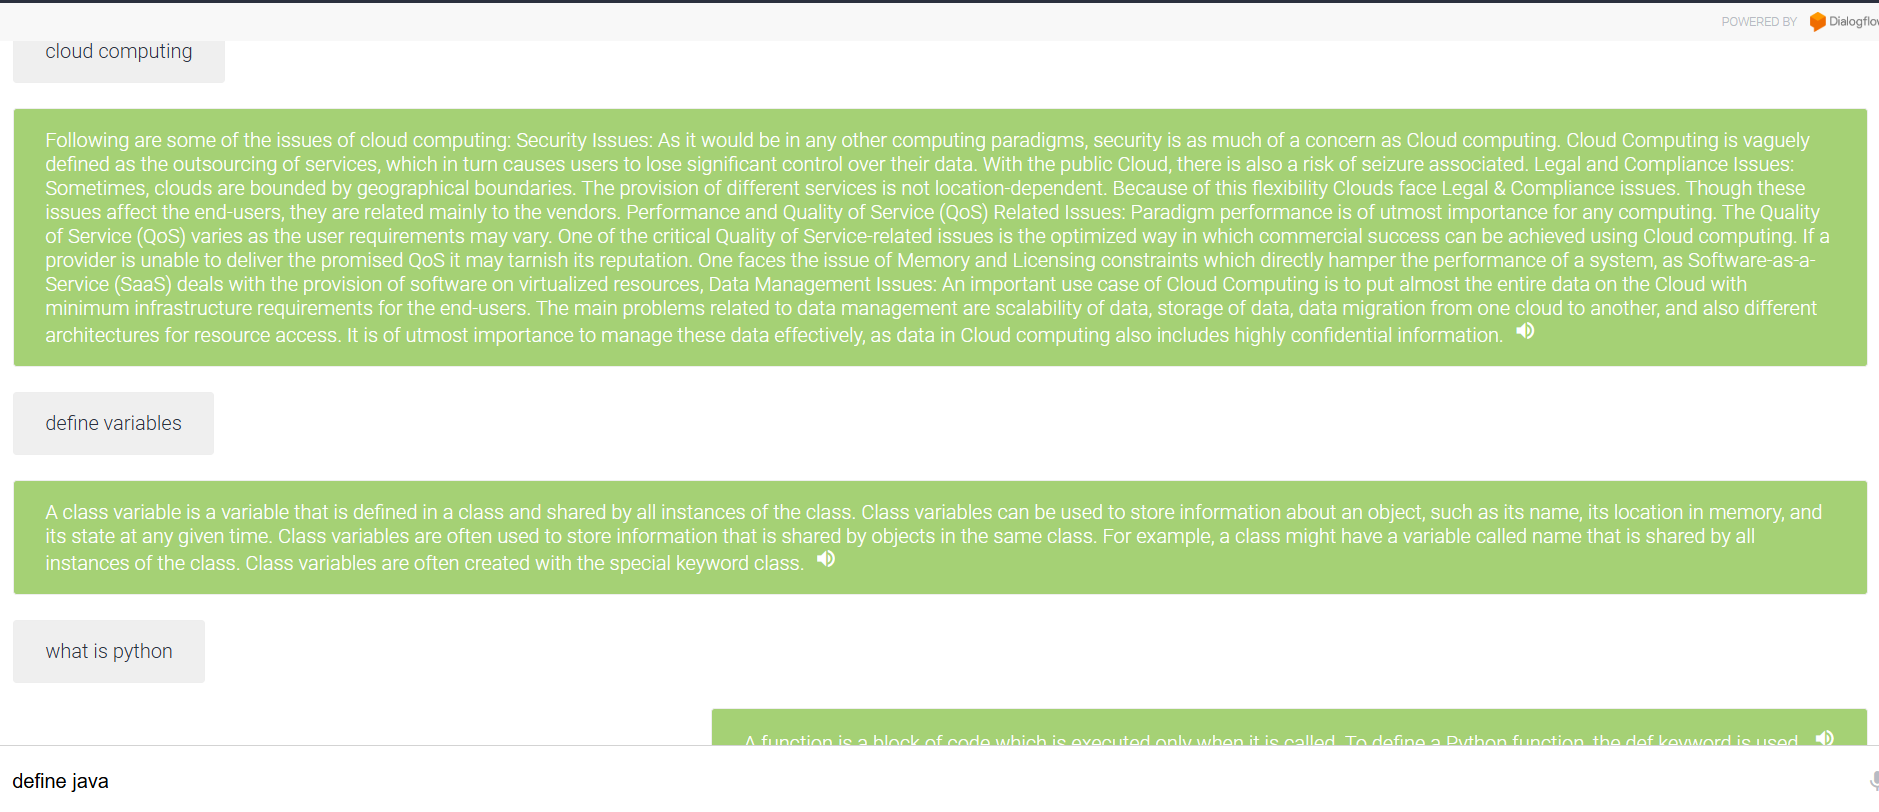 POWERED BY Dialogflow
cloud computing
Following are some of the issues of cloud computing: Security Issues: As it would be in any other computing paradigms, security is as much of a concern as Cloud computing. Cloud Computing is vaguely
defined as the outsourcing of services, which in turn causes users to lose significant control over their data. With the public Cloud, there is also a risk of seizure associated. Legal and Compliance Issues:
Sometimes, clouds are bounded by geographical boundaries. The provision of different services is not location-dependent. Because of this flexibility Clouds face Legal & Compliance issues. Though these
issues affect the end-users, they are related mainly to the vendors. Performance and Quality of Service (QoS) Related Issues: Paradigm performance is of utmost importance for any computing. The Quality
of Service (QoS) varies as the user requirements may vary. One of the critical Quality of Service-related issues is the optimized way in which commercial success can be achieved using Cloud computing. If a
provider is unable to deliver the promised QoS it may tarnish its reputation. One faces the issue of Memory and Licensing constraints which directly hamper the performance of a system, as Software-as-a-
Service (SaaS) deals with the provision of software on virtualized resources, Data Management Issues: An important use case of Cloud Computing is to put almost the entire data on the Cloud with
minimum infrastructure requirements for the end-users. The main problems related to data management are scalability of data, storage of data, data migration from one cloud to another, and also different
architectures for resource access. It is of utmost importance to manage these data effectively, as data in Cloud computing also includes highly confidential information.
define variables
A class variable is a variable that is defined in a class and shared by all instances of the class. Class variables can be used to store information about an object, such as its name, its location in memory, and
its state at any given time. Class variables are often used to store information that is shared by objects in the same class. For example, a class might have a variable called name that is shared by all
instances of the class. Class variables are often created with the special keyword class.
what is python
A function is a block of code which is executed only when it is called. To define a Python function, the def keyword is used.
define java